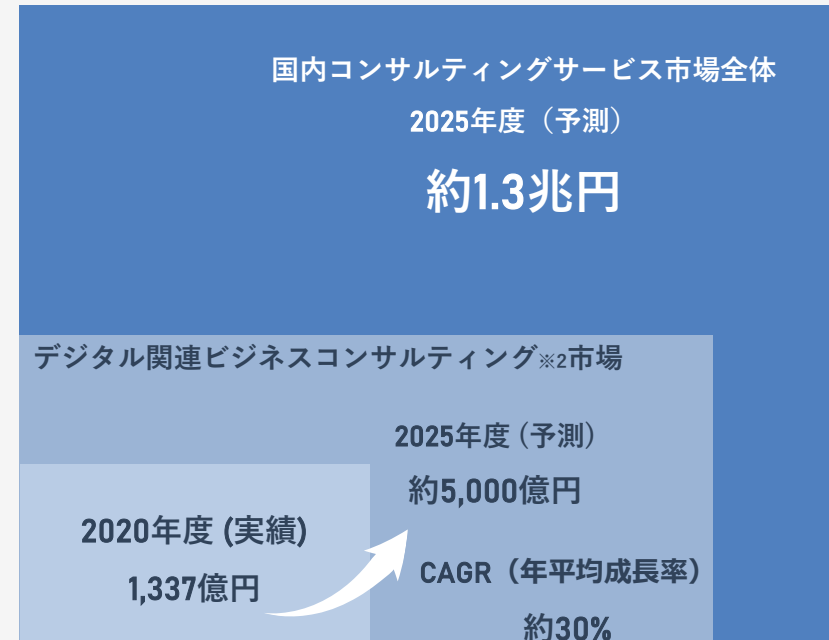 国内コンサルティングサービス市場全体
2025年度（予測）
約1.3兆円
デジタル関連ビジネスコンサルティング※2市場
2025年度（予測）
約5,000億円
2020年度 (実績)
1,337億円
CAGR（年平均成長率）
約30%